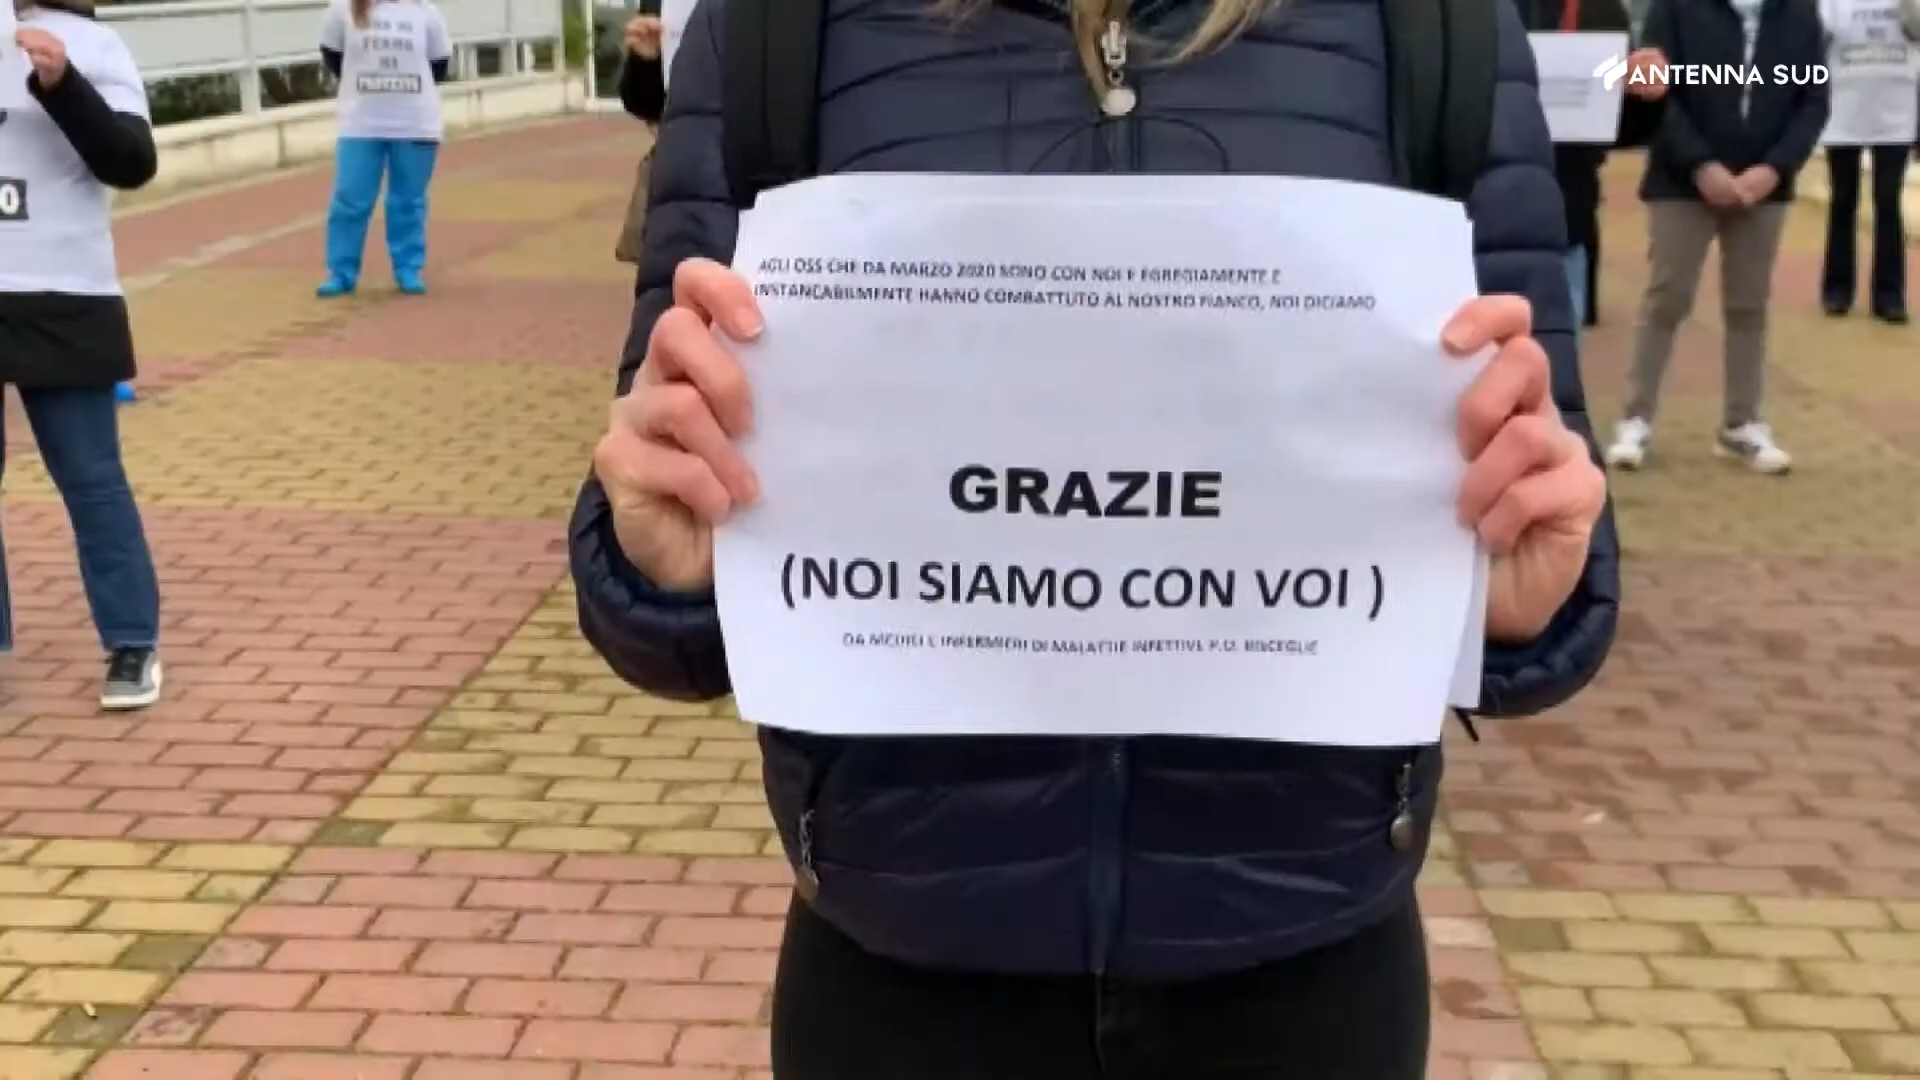 ANTENNA SUD
AGLI OSS CHE DA MARZO 2020 SONO CON NOI E EGREGIAMENTE E
INSTANCABILMENTE HANNO COMBATTUTO AL NOSTRO FIANCO, NOI DICIAMO
GRAZIE
(NOI SIAMO CON VOI )
DA MEDICI E INFERMIERI DI MALATTIE INFETTIVE P.O. BISCEGLIE